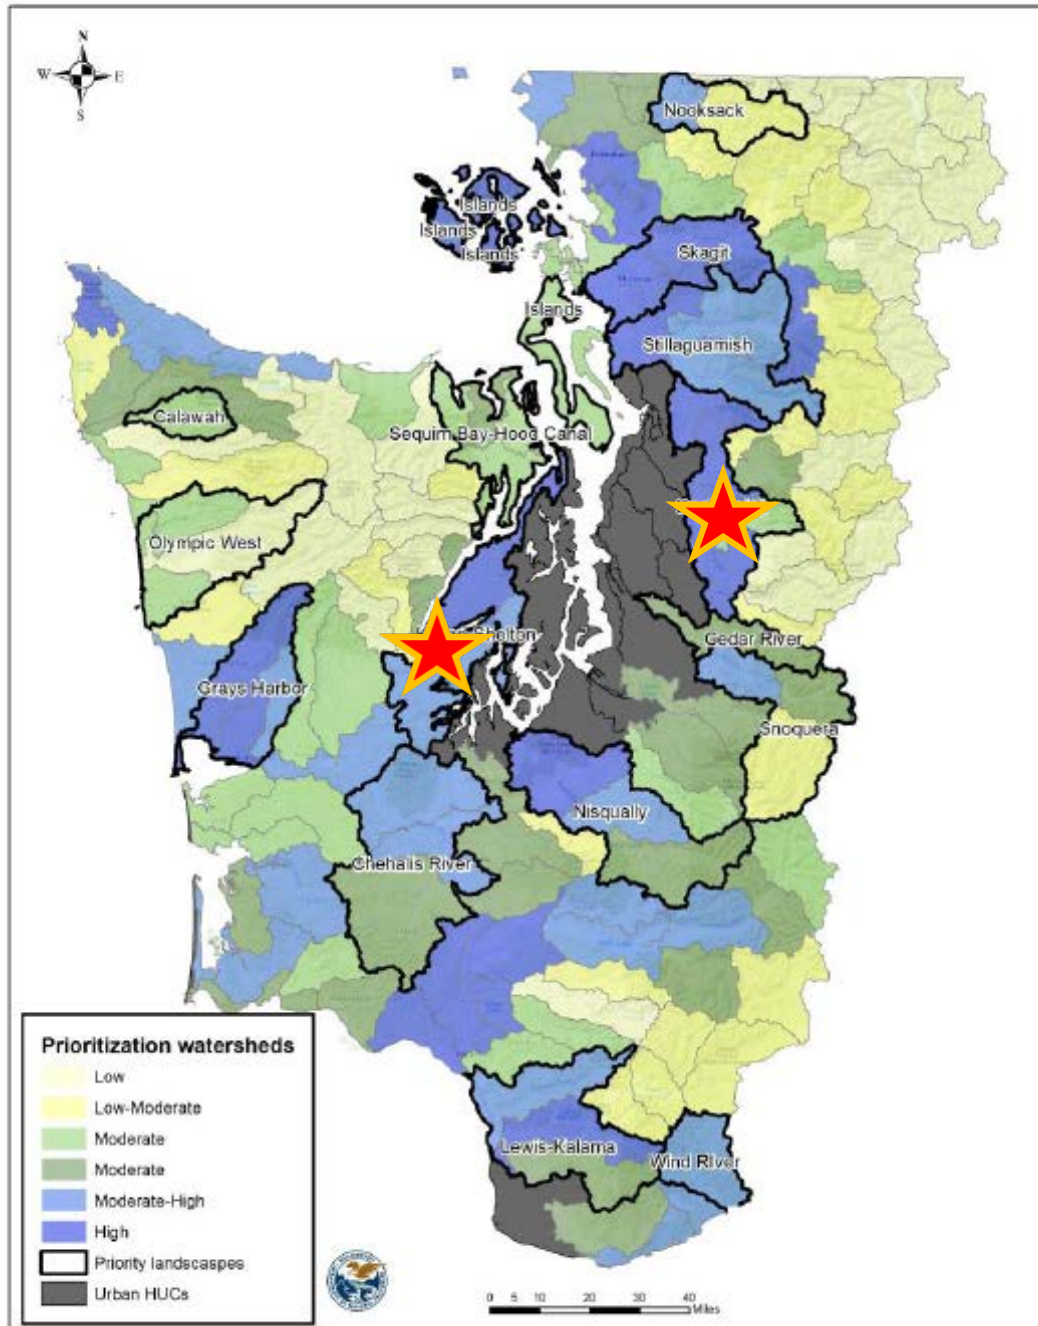 N
W E
S
Nooksack
Islands
Islands
Islands
Skagit
Islands
Stillaguamish
Calawah
Sequim Bay-Hood Canal
Olympic West
Shelton
Cedar River
Grays Harbor
Snoquera
Nisqually
Chehalis River
Lewis-Kalama
Wind River
Prioritization watersheds
Low
Low-Moderate
Moderate
Moderate
Moderate-High
High
Priority landscaspes
Urban HUCs
0 5 10 20 30 40
Miles